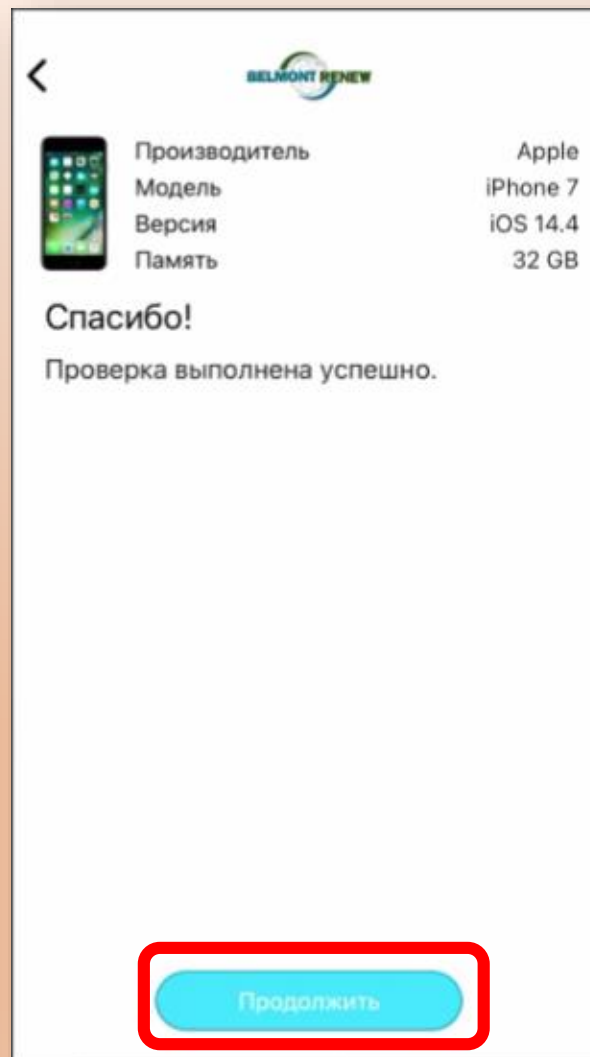 BELMONT RENEW
Производитель Apple
Модель iPhone 7
Версия iOS 14.4
Память 32 GB
Спасибо!
Проверка выполнена успешно.
Продолжить